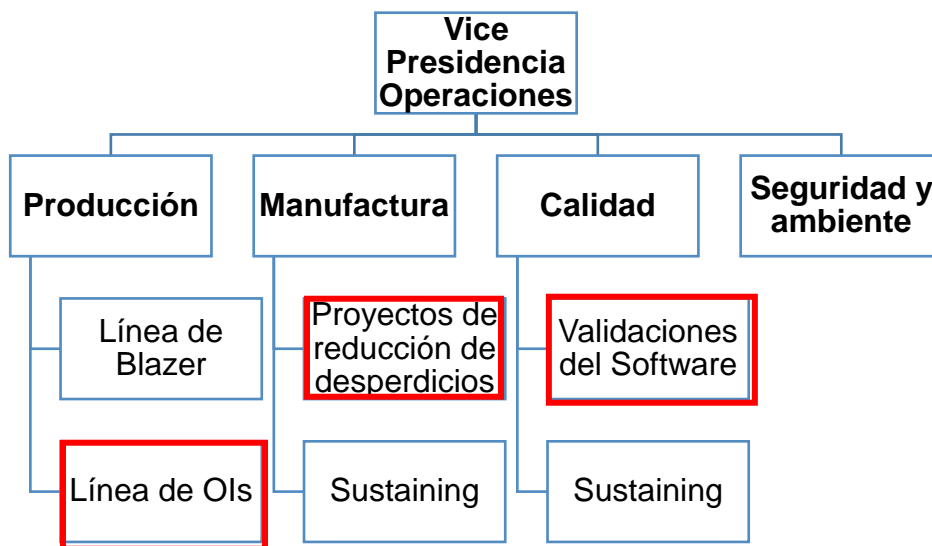 Vice
Presidencia
Operaciones
Producción
Manufactura
Calidad
Seguridad y
ambiente
Línea de
Blazer
Proyectos de
reducción de
desperdicios
Validaciones
del Software
Línea de OIs
Sustaining
Sustaining